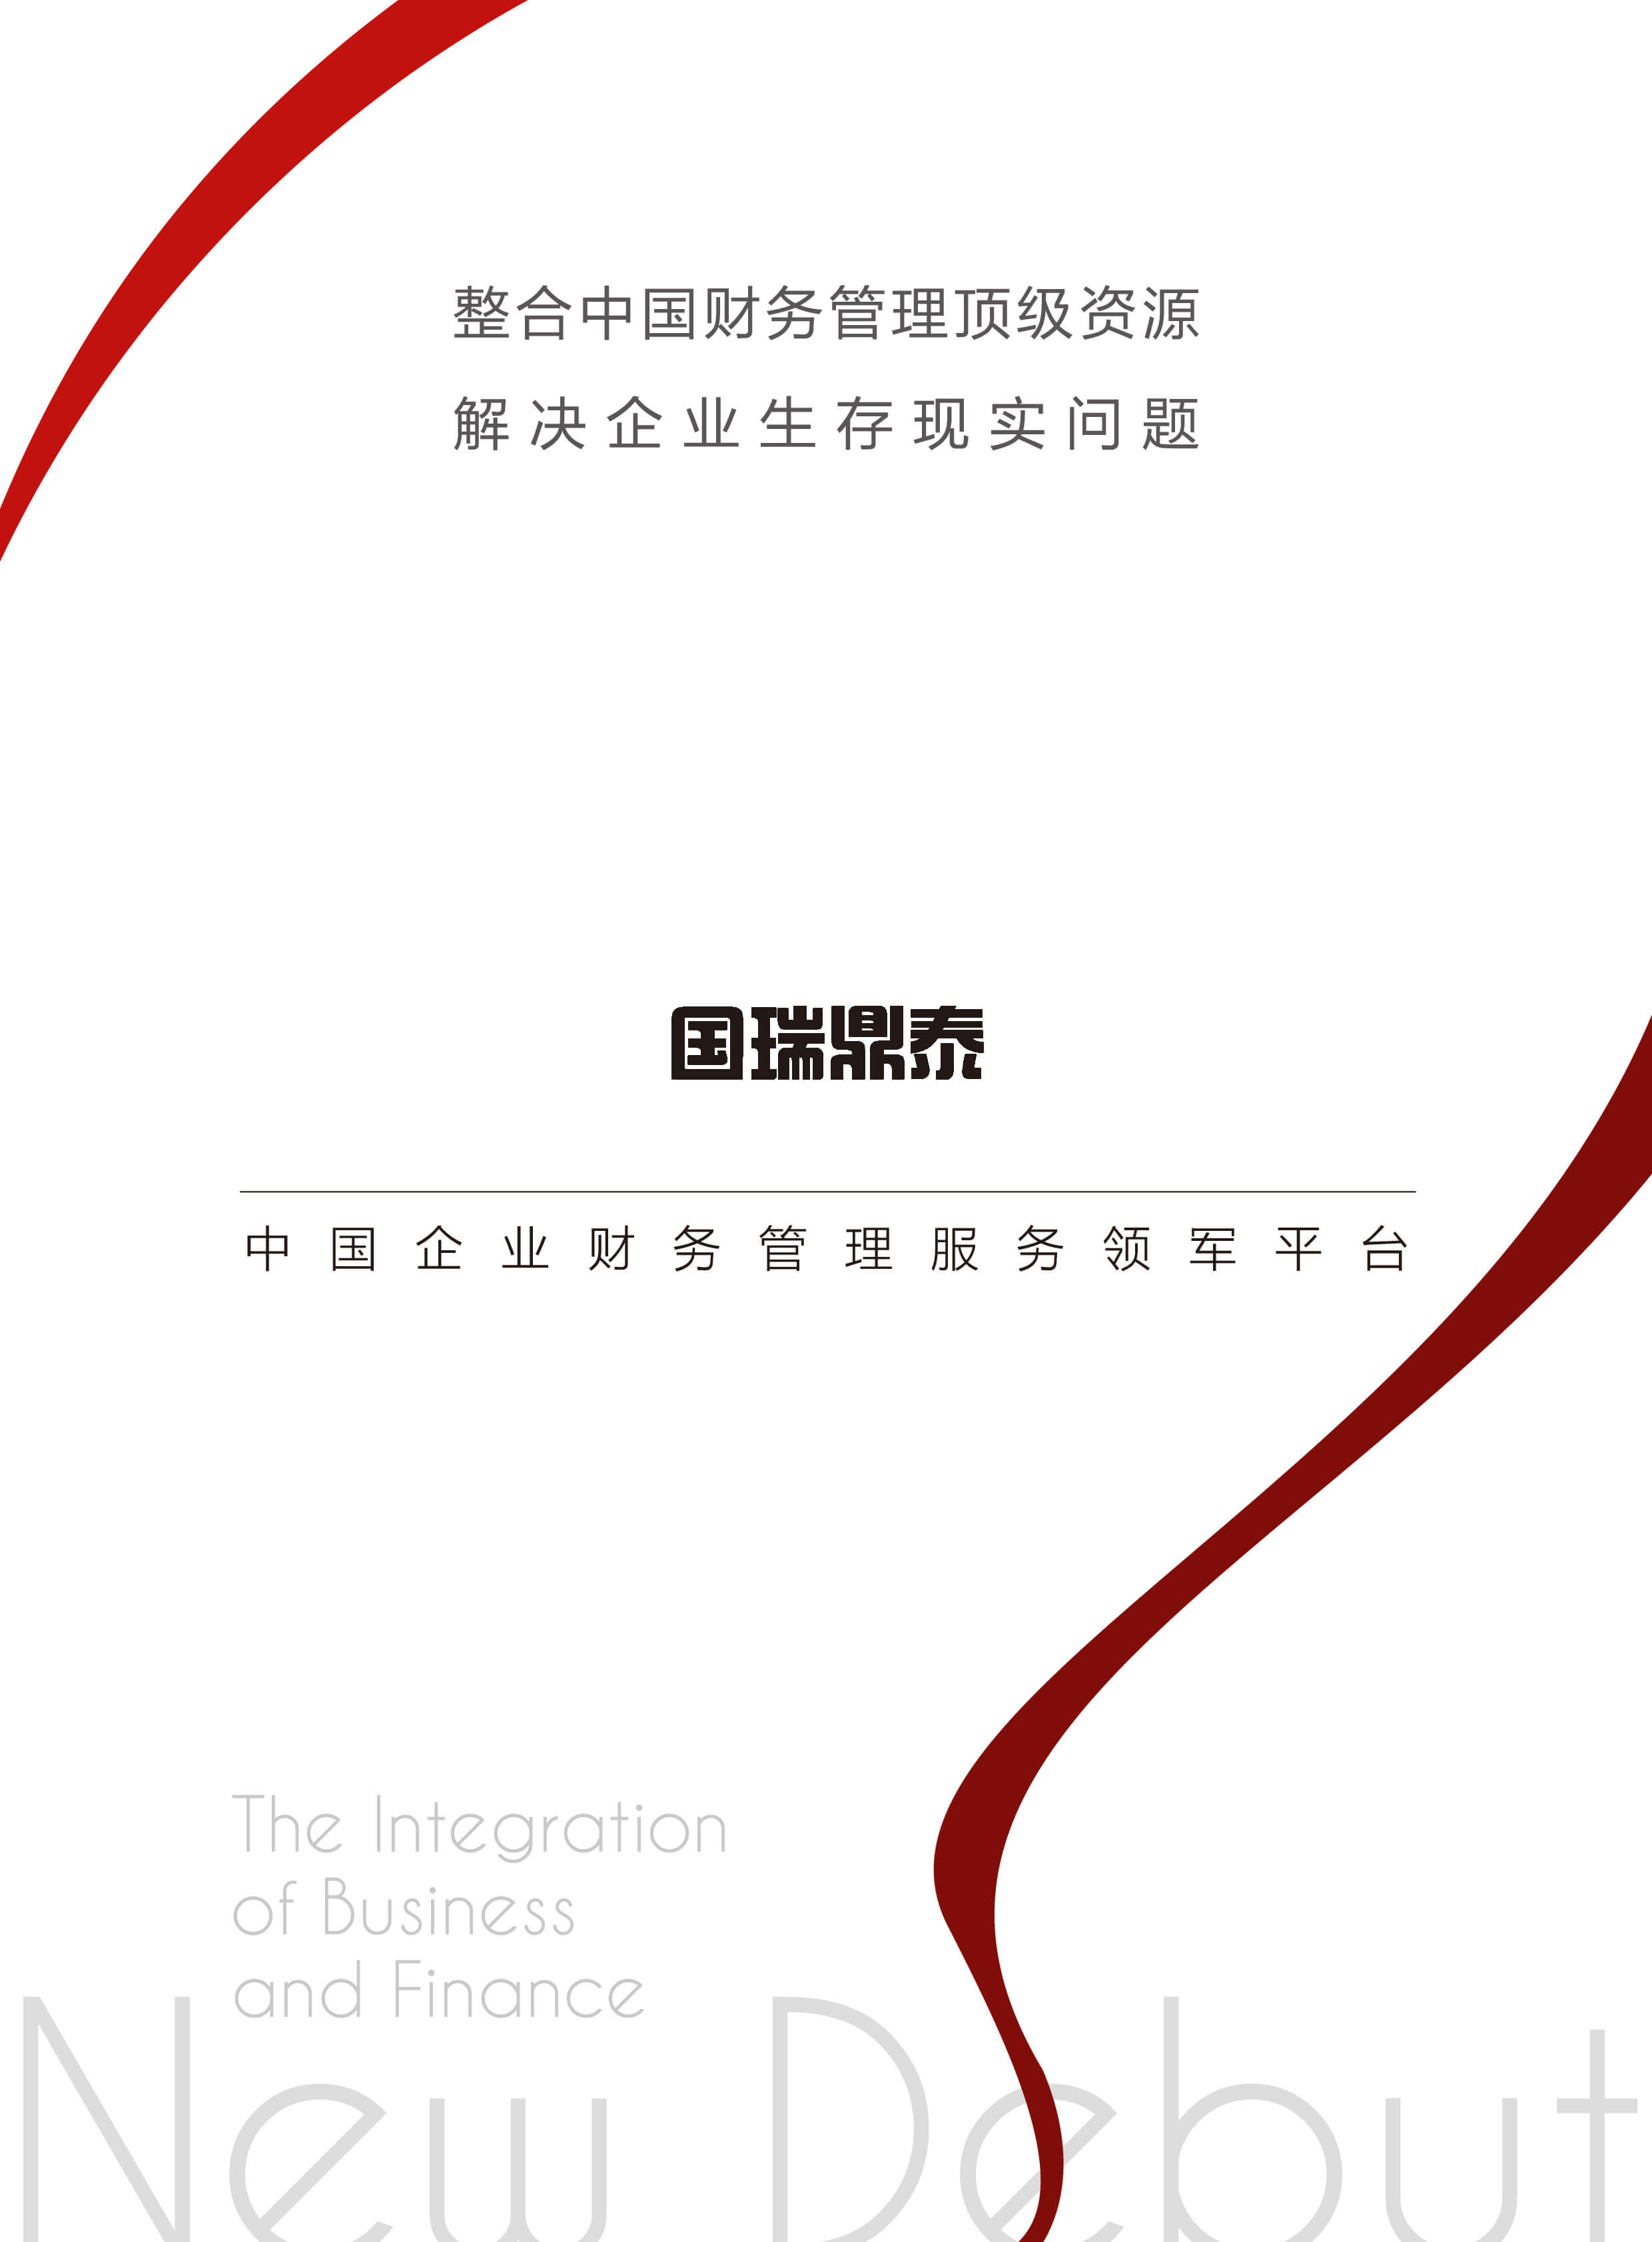 整合中国财务管理顶级资源
解决企业生存现实问题
国瑞鼎泰
中国企业财务管理服务领军平台
The Integration
of Business
and Finance
New Debut